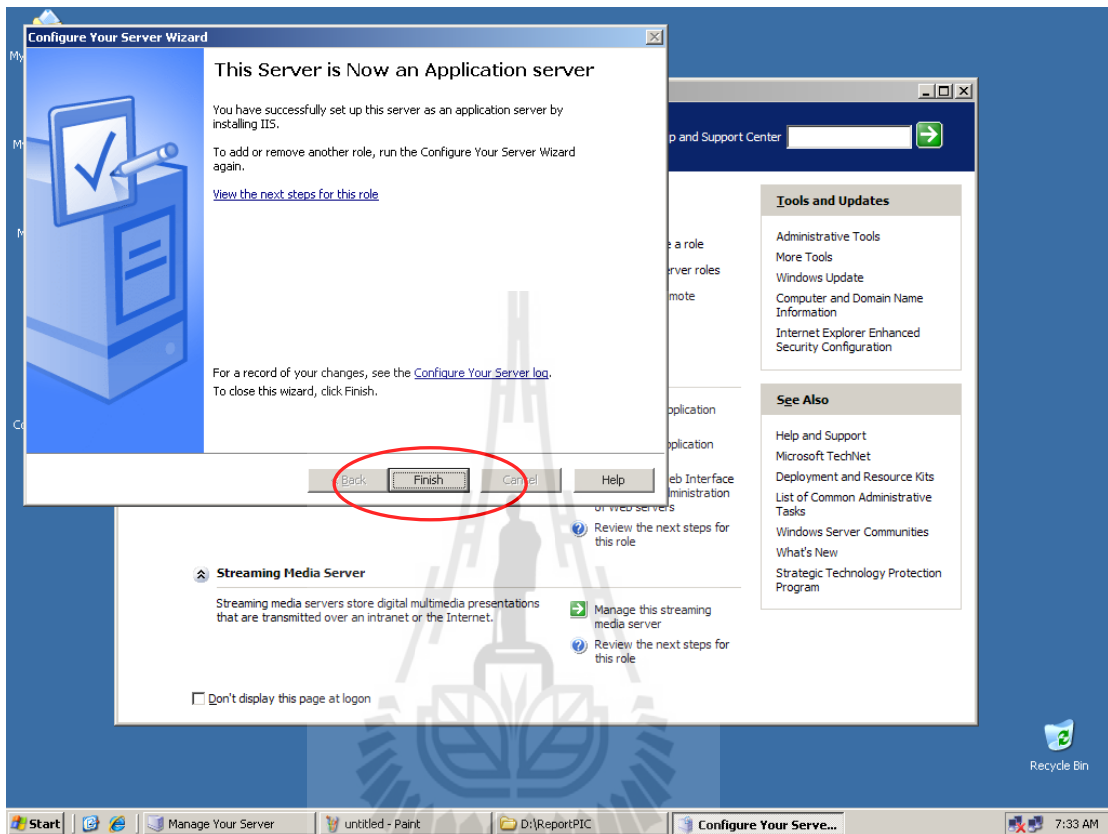 Configure Your Server Wizard
This Server is Now an Application server
You have successfully set up this server as an application server by
installing IIS.
To add or remove another role, run the Configure Your Server Wizard
again.
View the next steps for this role
For a record of your changes, see the Configure Your Server log.
To close this wizard, click Finish.
< Back
Finish
Cancel
Help
p and Support Center
Tools and Updates
Administrative Tools
More Tools
Windows Update
Computer and Domain Name
Information
Internet Explorer Enhanced
Security Configuration
See Also
Help and Support
Microsoft TechNet
Deployment and Resource Kits
List of Common Administrative
Tasks
Windows Server Communities
What's New
Strategic Technology Protection
Program
a role
rver roles
mote
pplication
pplication
eb Interface
ministration
of web servers
Review the next steps for
this role
Streaming Media Server
Streaming media servers store digital multimedia presentations
that are transmitted over an intranet or the Internet.
Manage this streaming
media server
Review the next steps for
this role
Don't display this page at logon
My
M
M
Co
Recycle Bin
Start
Manage Your Server
untitled - Paint
D:\ReportPIC
Configure Your Serve...
7:33 AM